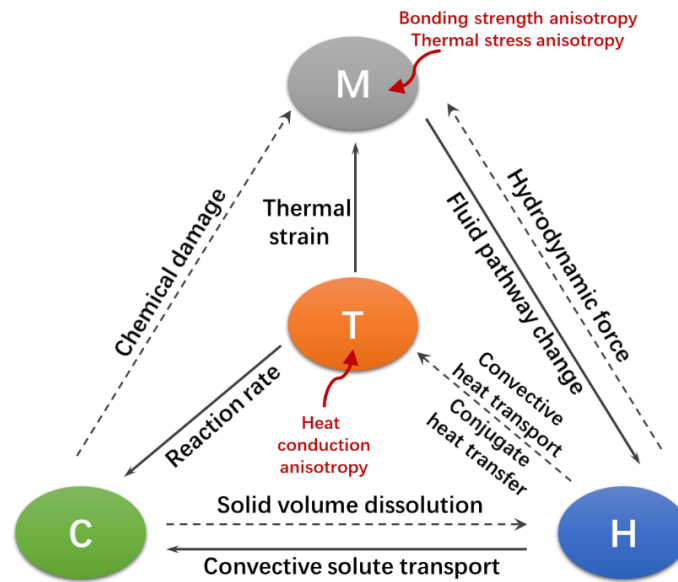 Bonding strength anisotropy
Thermal stress anisotropy
M
Chemical damage
Thermal
strain
Hydrodynamic force
Fluid pathway change
T
Convective
heat transport
Conjugate
heat transfer
Reaction rate
Heat
conduction
anisotropy
C
Solid volume dissolution
H
Convective solute transport